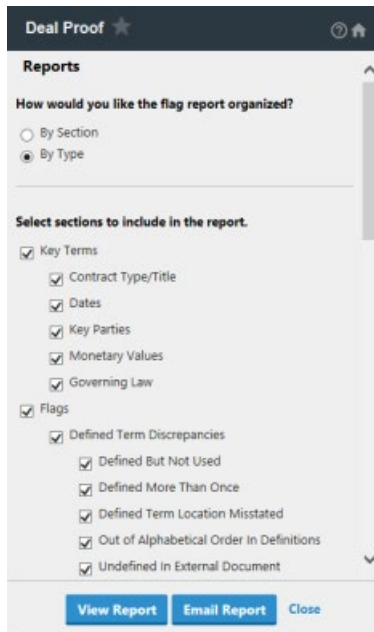 Deal Proof
Reports
How would you like the flag report organized?
By Section
By Type
Select sections to include in the report.
Key Terms
Contract Type/Title
Dates
Key Parties
Monetary Values
Governing Law
Flags
Defined Term Discrepancies
Defined But Not Used
Defined More Than Once
Defined Term Location Misstated
Out of Alphabetical Order In Definitions
Undefined In External Document
View Report Email Report Close